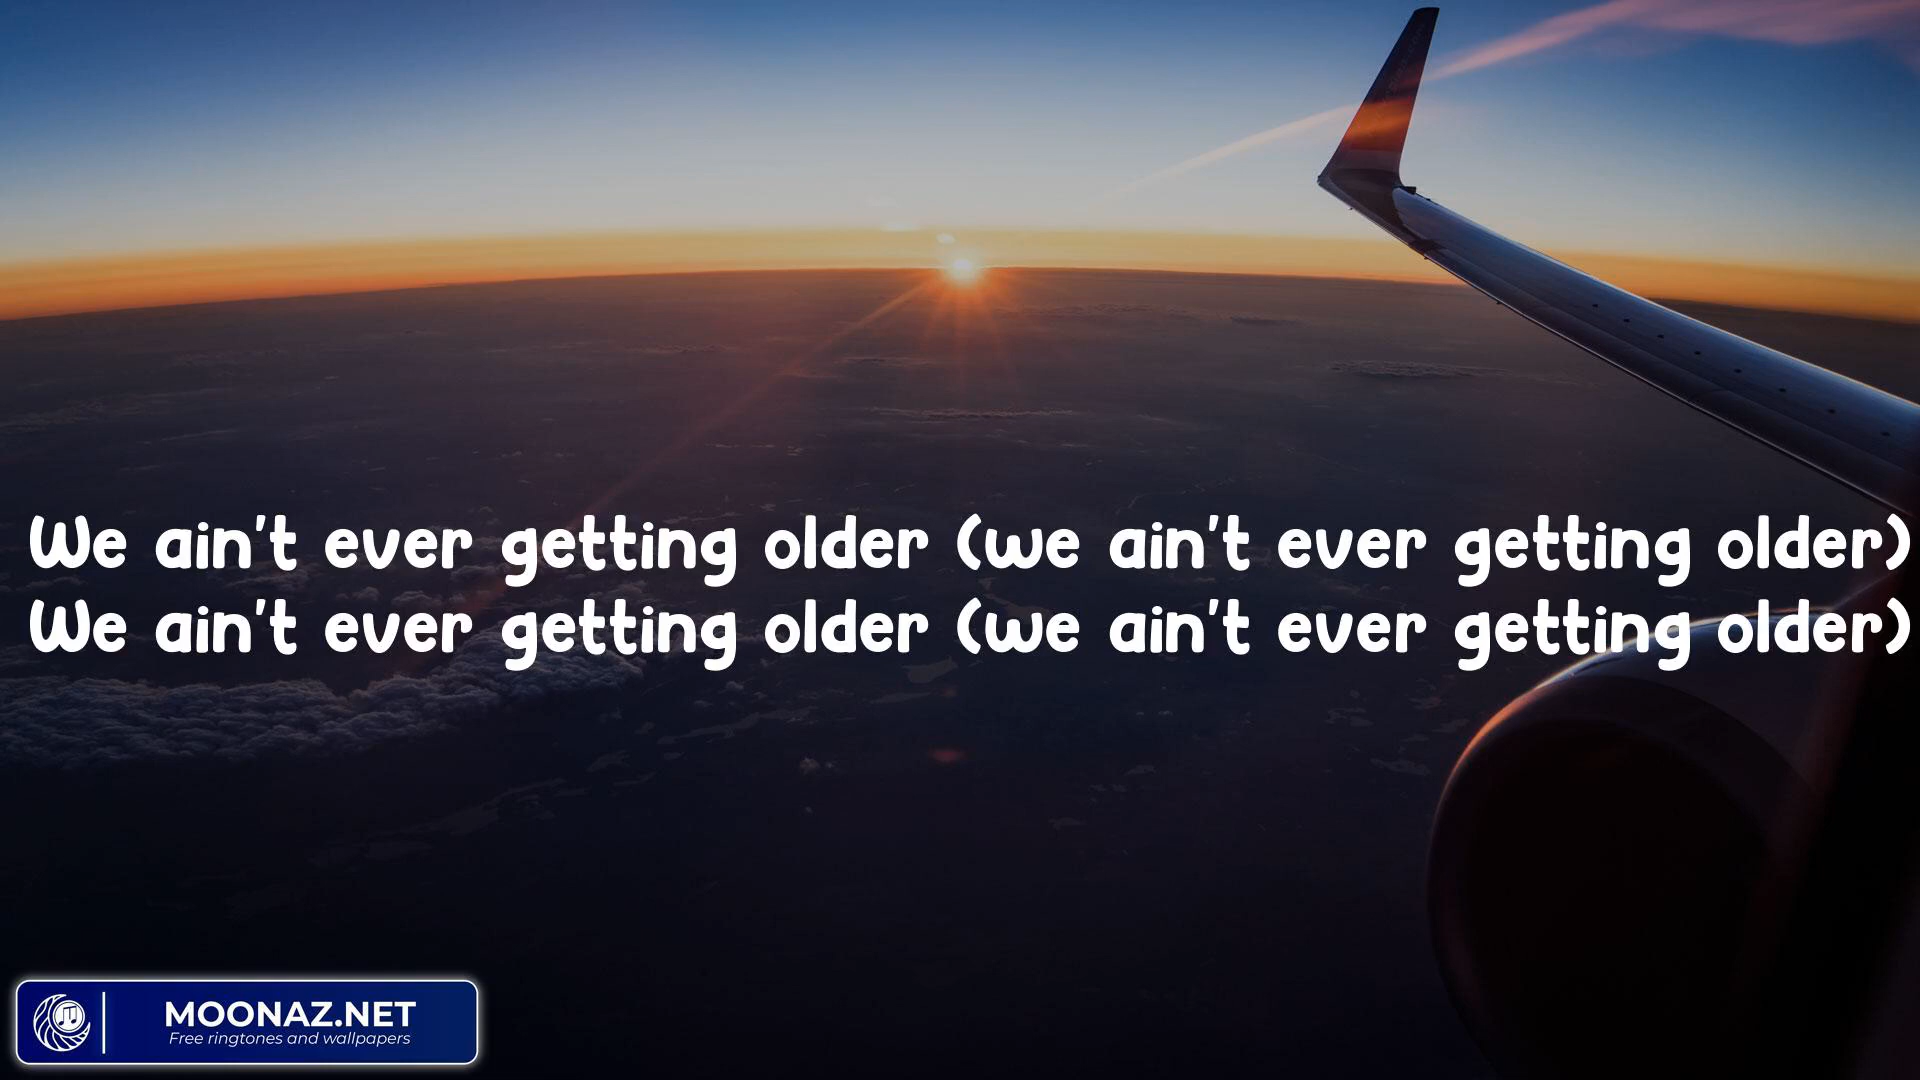 We ain't ever getting older (we ain't ever getting older)
We ain't ever getting older (we ain't ever getting older)
MOONAZ.NET
Free ringtones and wallpapers